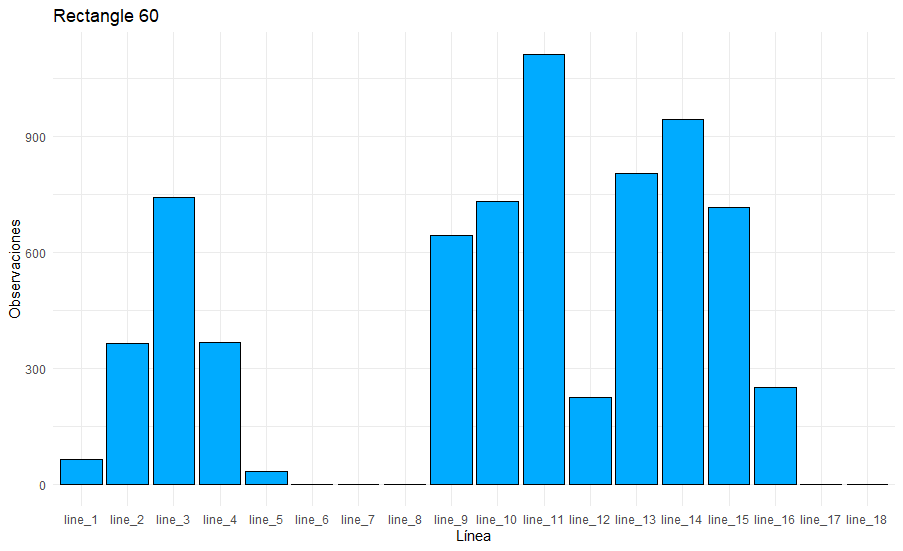 Rectangle 60
Observaciones
900
600
300
0
line_1 line_2 line_3 line_4 line_5 line_6 line_7 line_8 line_9 line_10 line_11 line_12 line_13 line_14 line_15 line_16 line_17 line_18
Línea